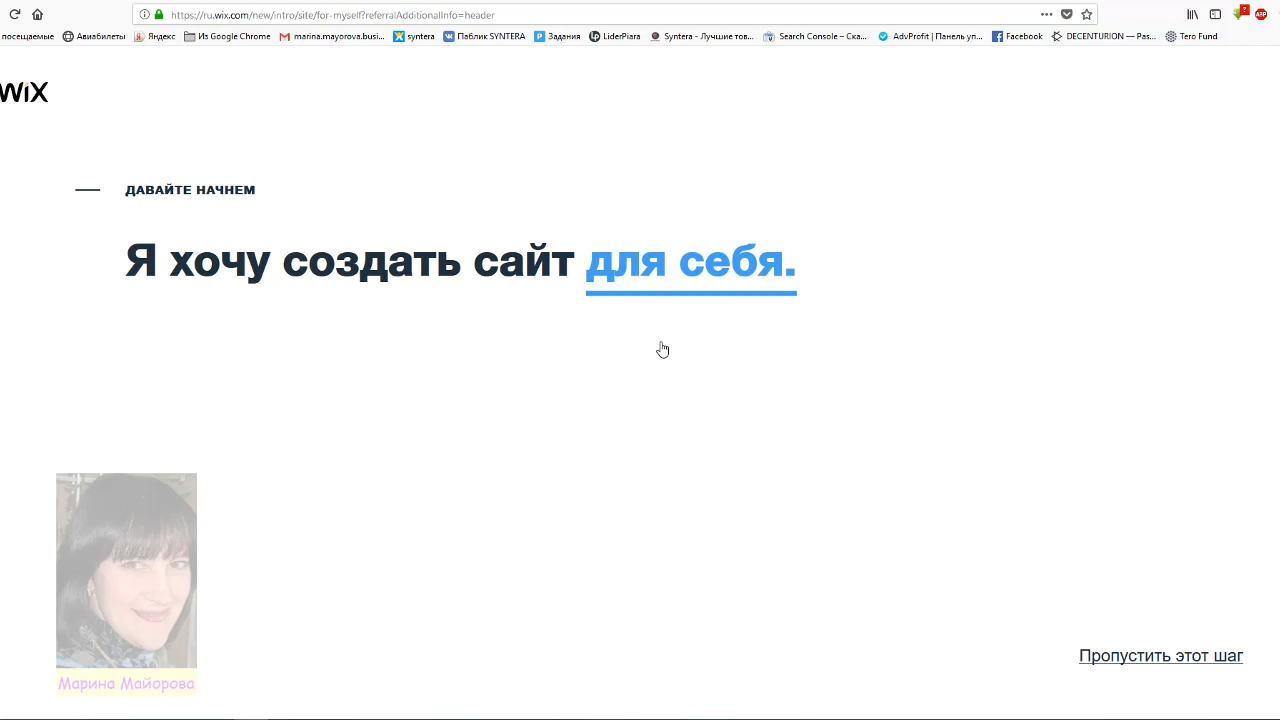 https://ru.wix.com/new/intro/site/for-myself?referralAdditionalInfo=header
посещаемые Авиабилеты Яндекс Из Google Chrome marina.mayorova.busi... syntera Паблик SYNTERA Задания LiderPiara Syntera - Лучшие тов... Search Console – Ска... AdvProfit | Панель уп... Facebook DECENTURION — Pas... Tero Fund
WiX
ДАВАЙТЕ НАЧНЕМ
Я хочу создать сайт для себя.
Пропустить этот шаг
Марина Майорова